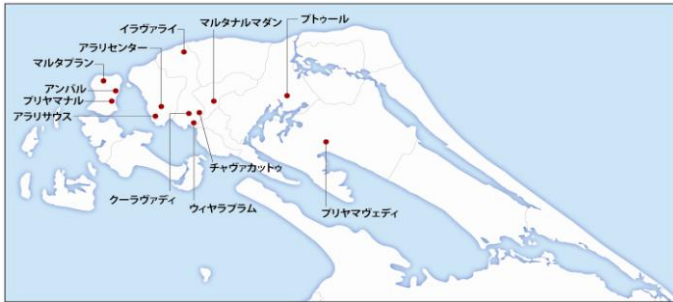 イラヴァライ
マルタナルマダン
アラリセンター
プトゥール
マルタプラン
アンバル
プリヤマナル
アラリサウス
チャヴァカットゥ
クーラヴァディ
ウィヤラプラム
プリヤマヴェディ